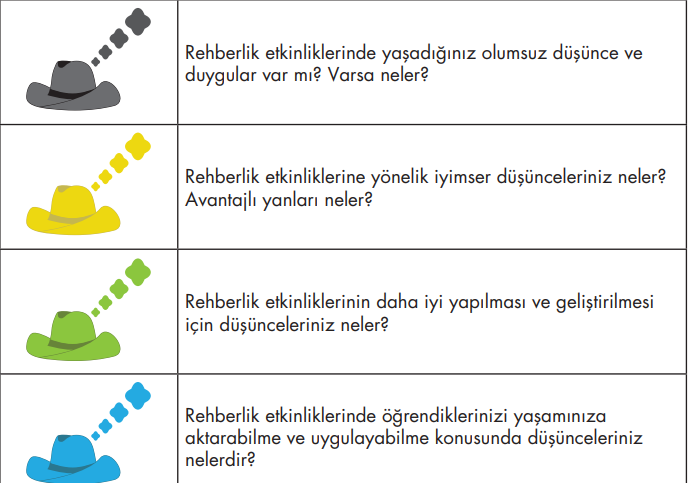 Rehberlik etkinliklerinde yaşadığınız olumsuz düşünce ve
duygular var mı? Varsa neler?
Rehberlik etkinliklerine yönelik iyimser düşünceleriniz neler?
Avantajlı yanları neler?
Rehberlik etkinliklerinin daha iyi yapılması ve geliştirilmesi
için düşünceleriniz neler?
Rehberlik etkinliklerinde öğrendiklerinizi yaşamınıza
aktarabilme ve uygulayabilme konusunda düşünceleriniz
nelerdir?